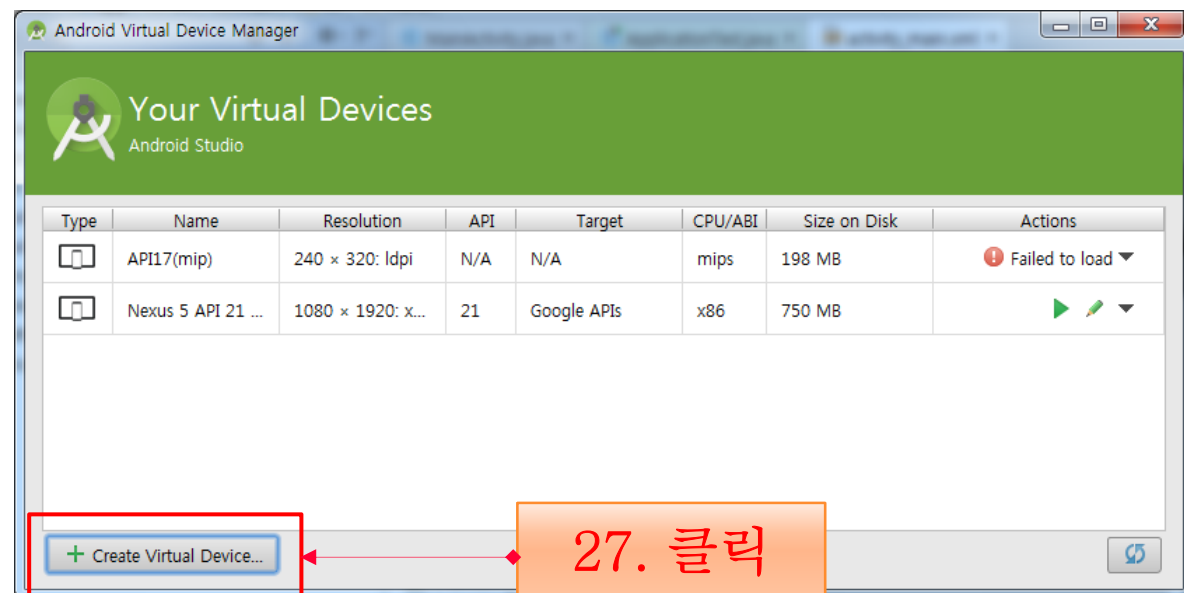 Android Virtual Device Manager
Your Virtual Devices
Android Studio
Type Name Resolution API Target CPU/ABI Size on Disk Actions
API17(mip) 240 × 320: ldpi N/A N/A mips 198 MB Failed to load
Nexus 5 API 21 ... 1080 × 1920: x... 21 Google APIs x86 750 MB
+ Create Virtual Device...
27. 클릭